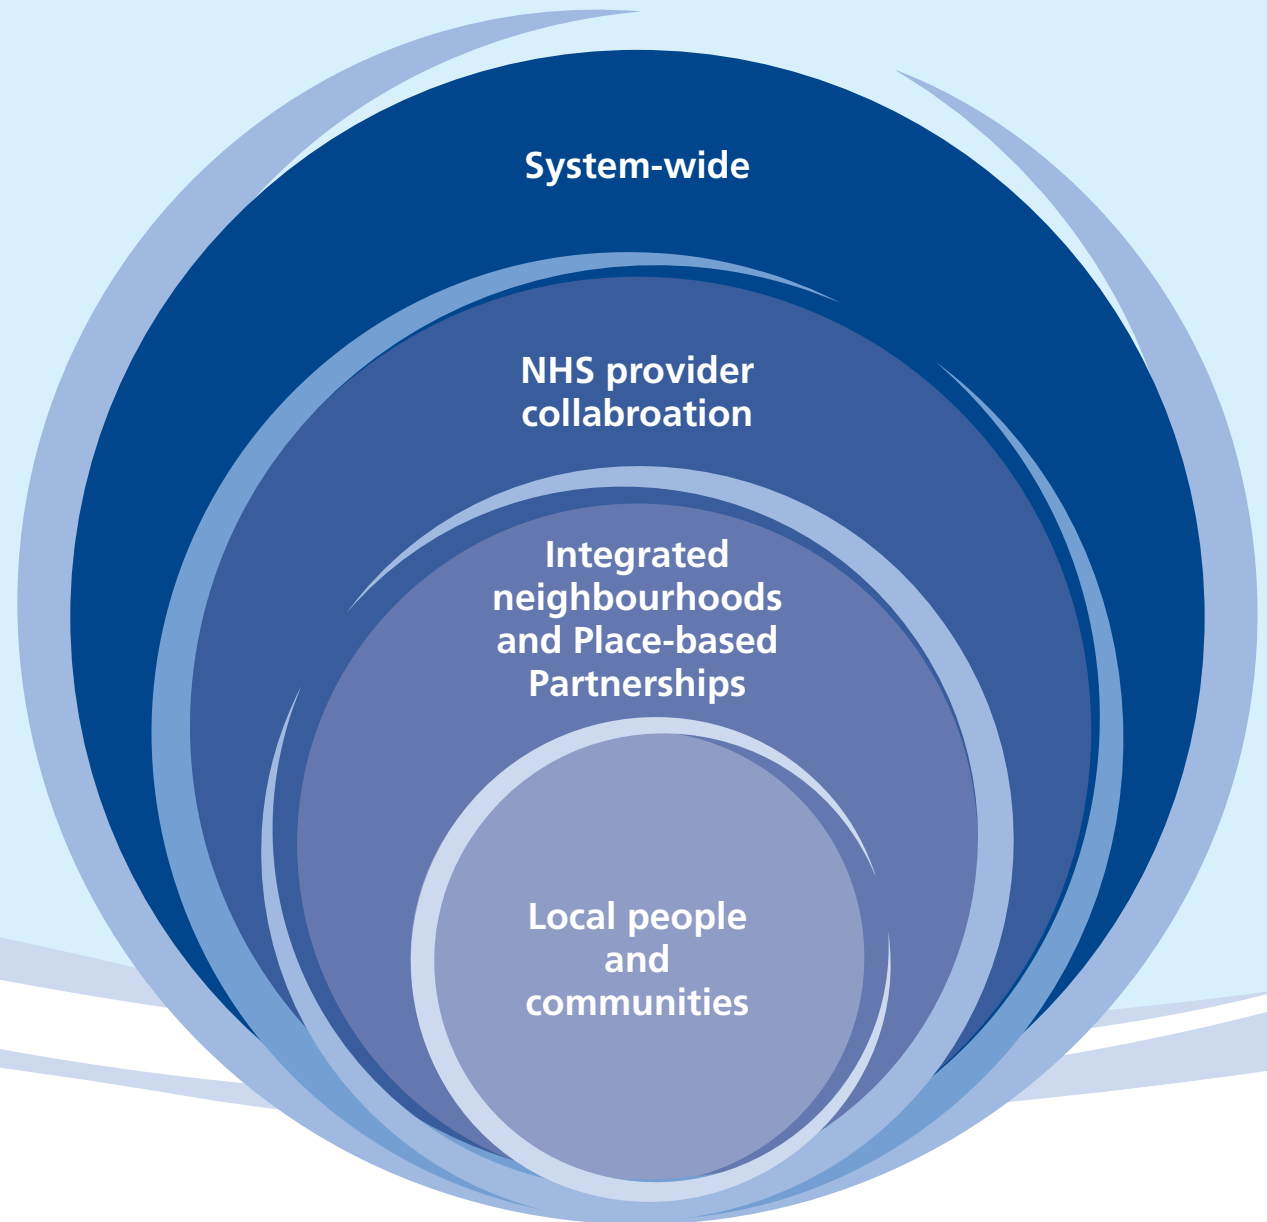 System-wide
NHS provider
collabroation
Integrated
neighbourhoods
and Place-based
Partnerships
Local people
and
communities